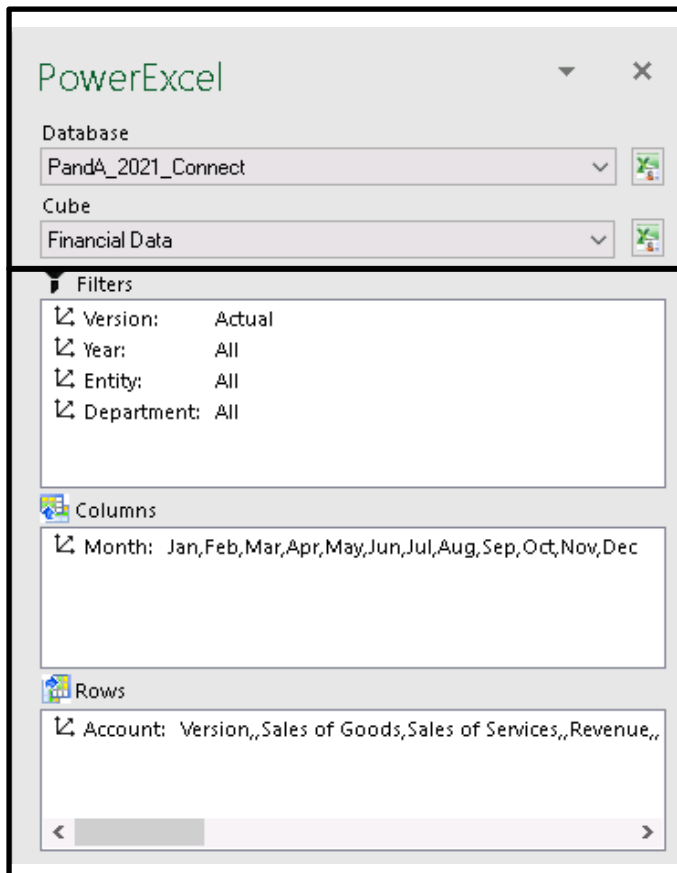 PowerExcel
Database
PandA_2021_Connect
Cube
Financial Data
Filters
Version: Actual
Year: All
Entity: All
Department: All
Columns
Month: Jan,Feb,Mar,Apr,May,Jun,Jul,Aug,Sep,Oct,Nov,Dec
Rows
Account: Version,,Sales of Goods,Sales of Services,,Revenue,,